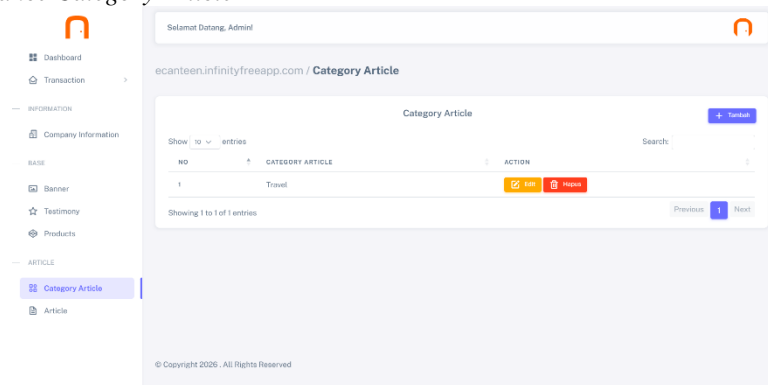 Selamat Datang, Admin!
Dashboard
Transaction
INFORMATION
Company Information
BAISE
Banner
Testimony
Products
ARTICLE
Category Article
Article
ecanteen.infinityfreeapp.com / Category Article
Category Article
+ Tambah
Show 10 entries
Search:
NO CATEGORY ARTICLE ACTION
1 Travel Edit Hapus
Showing 1 to 1 of 1 entries
Previous 1 Next
© Copyright 2026 . All Rights Reserved